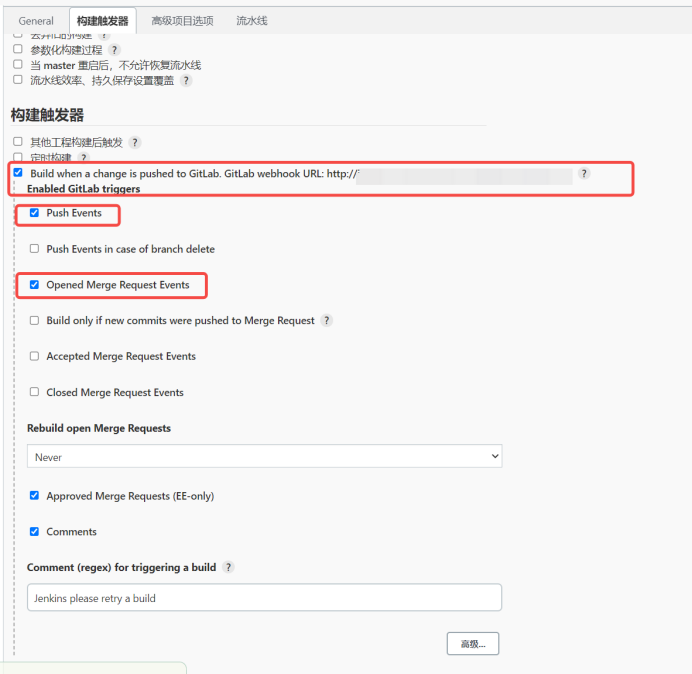 General 构建触发器 高级项目选项 流水线
丢弃旧的构建 ?
参数化构建过程 ?
当 master 重启后，不允许恢复流水线
流水线效率、持久保存设置覆盖 ?
构建触发器
其他工程构建后触发 ?
定时构建 ?
Build when a change is pushed to GitLab. GitLab webhook URL: http:// ?
Enabled GitLab triggers
Push Events
Push Events in case of branch delete
Opened Merge Request Events
Build only if new commits were pushed to Merge Request ?
Accepted Merge Request Events
Closed Merge Request Events
Rebuild open Merge Requests
Never
Approved Merge Requests (EE-only)
Comments
Comment (regex) for triggering a build ?
Jenkins please retry a build
高级...